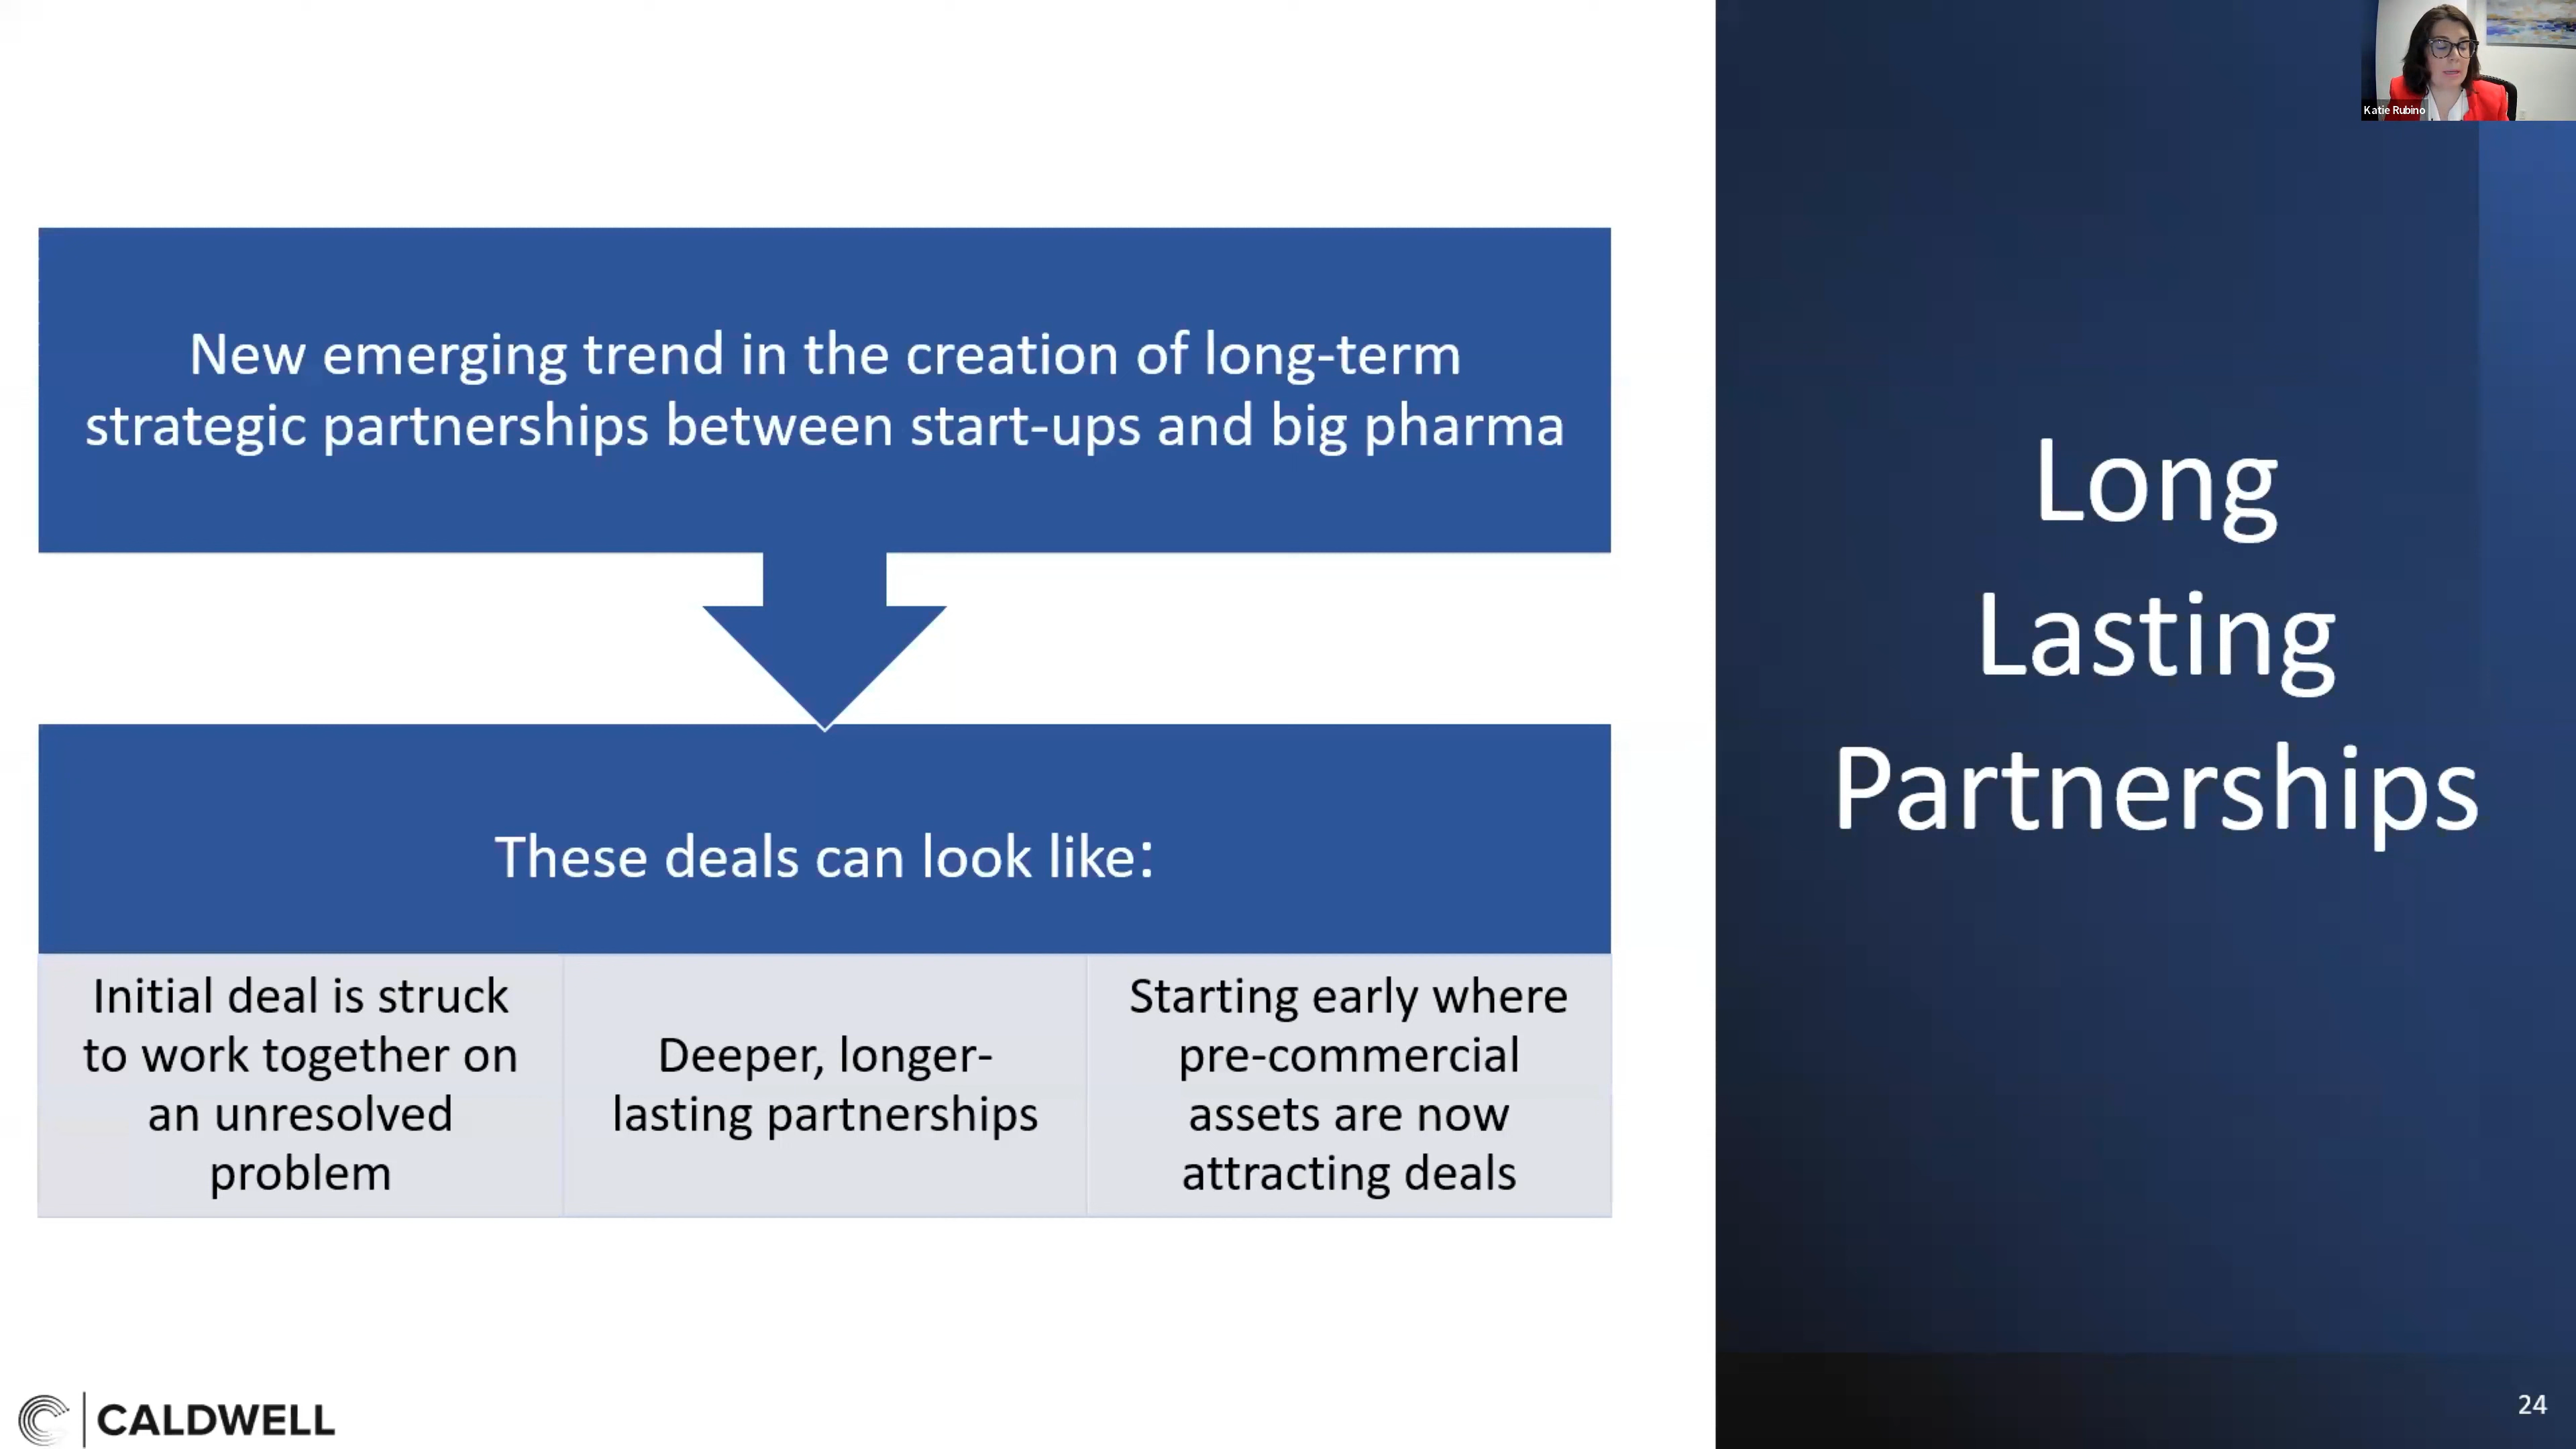 Katie Rubino
New emerging trend in the creation of long-term
strategic partnerships between start-ups and big pharma
Long
Lasting
Partnerships
These deals can look like:
Initial deal is struck
to work together on
an unresolved
problem
Deeper, longer-
lasting partnerships
Starting early where
pre-commercial
assets are now
attracting deals
CALDWELL
24